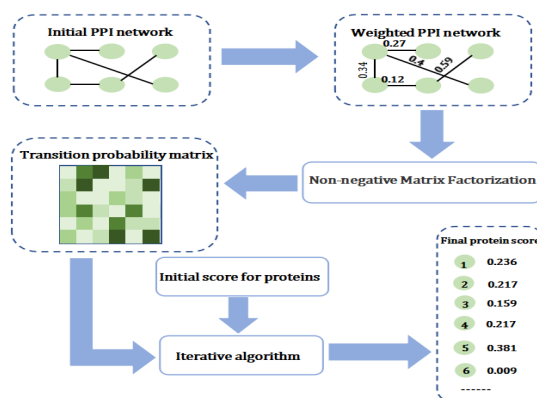 Initial PPI network
Weighted PPI network
0.27
0.4
0.59
0.34
0.12
Transition probability matrix
Non-negative Matrix Factorization
Final protein score
Initial score for proteins
1 0.236
2 0.217
3 0.159
4 0.217
5 0.381
6 0.009
------
Iterative algorithm